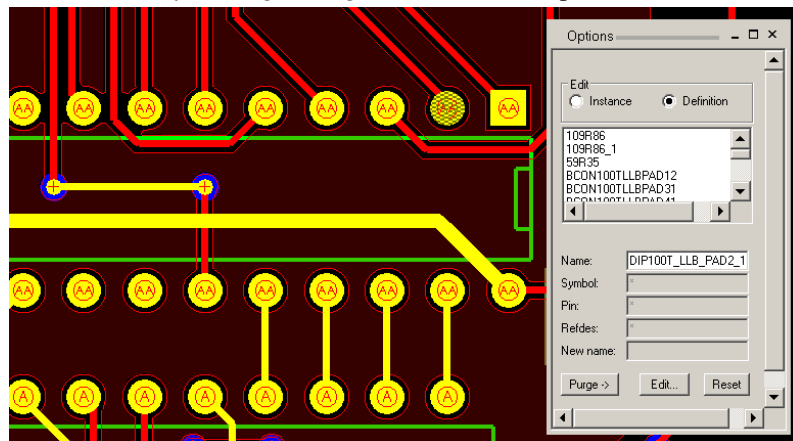 Options
Edit
Instance Definition
109R86
109R86_1
59R35
BCON100TLLBPAD12
BCON100TLLBPAD31
BCON100TLLBPAD41
Name: DIP100T_LLB_PAD2_1
Symbol: *
Pin: *
Refdes: *
New name:
Purge -> Edit... Reset
AA AA AA AA AA AA AA AA AA
AA AA AA AA AA AA AA AA AA
A A A A A A A A